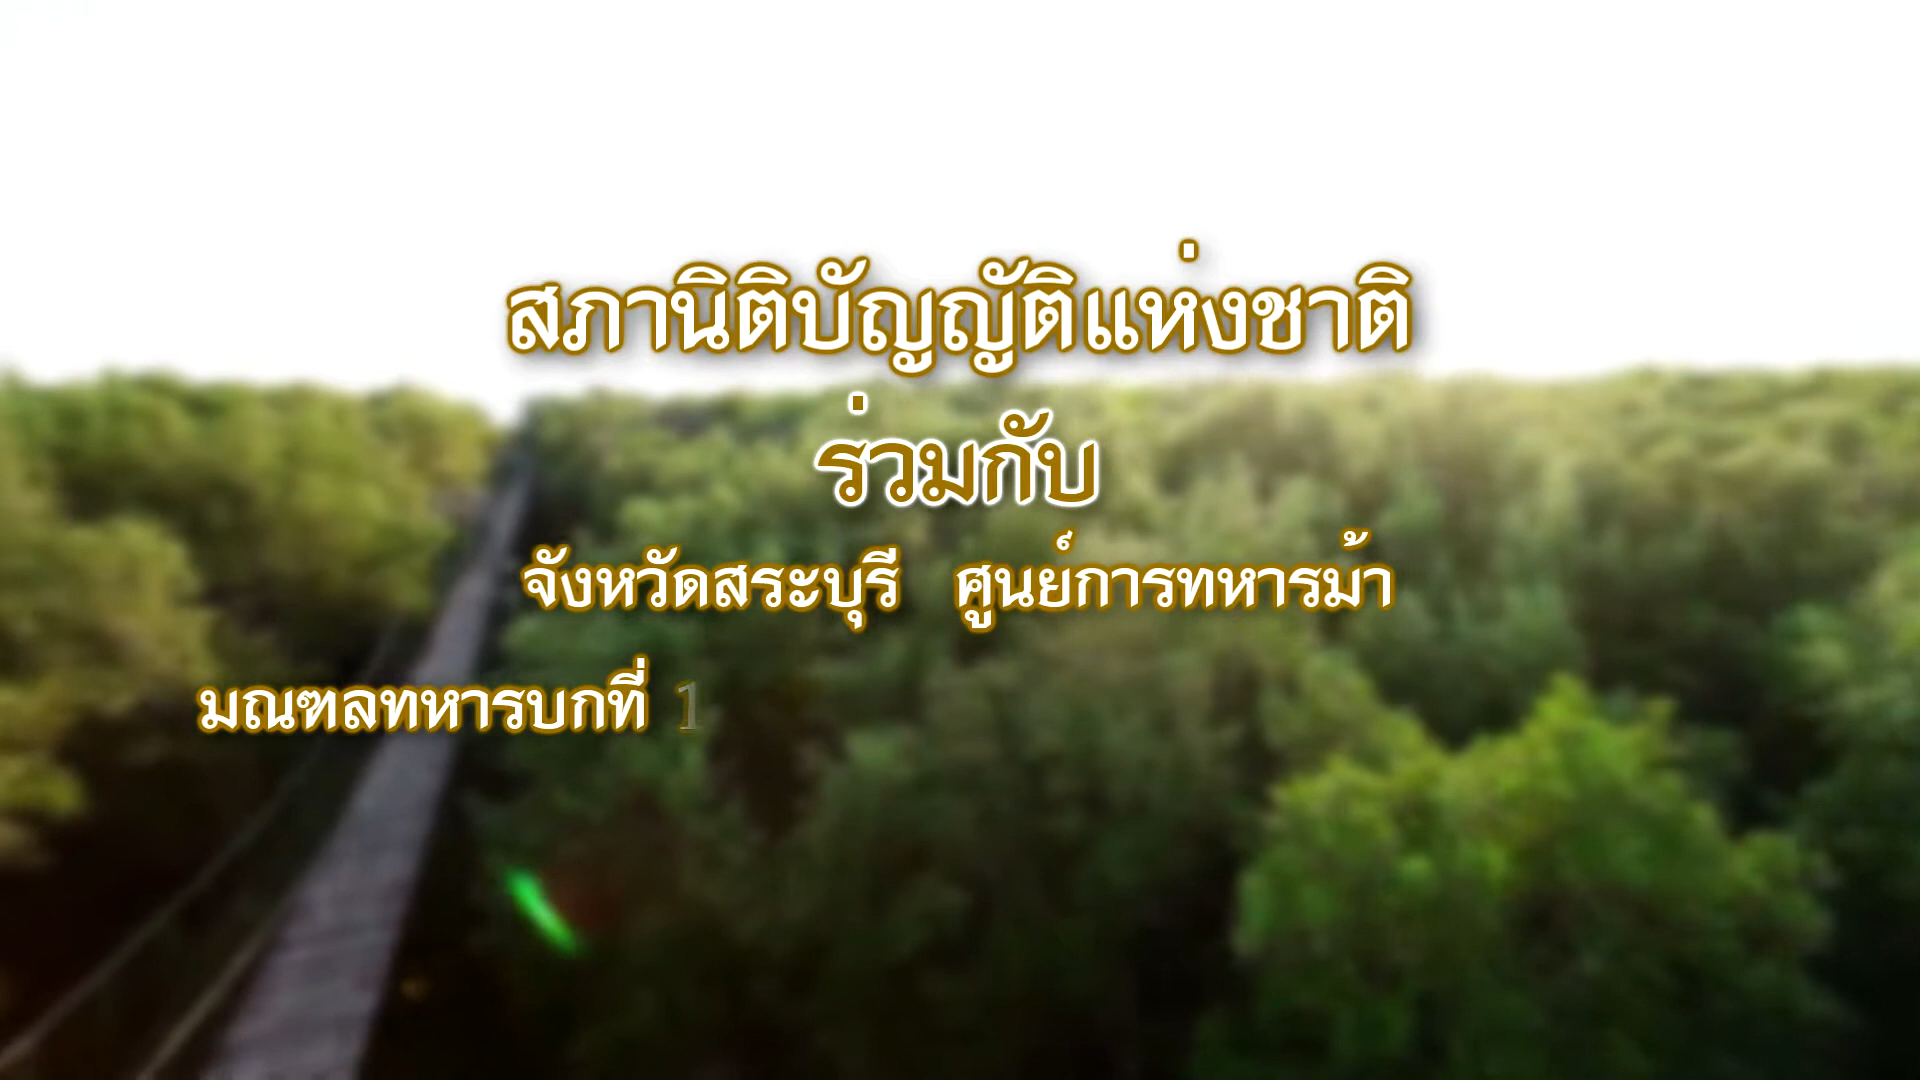 สภานิติบัญญัติแห่งชาติ
ร่วมกับ
จังหวัดสระบุรี ศูนย์การทหารม้า
มณฑลทหารบกที่ 1